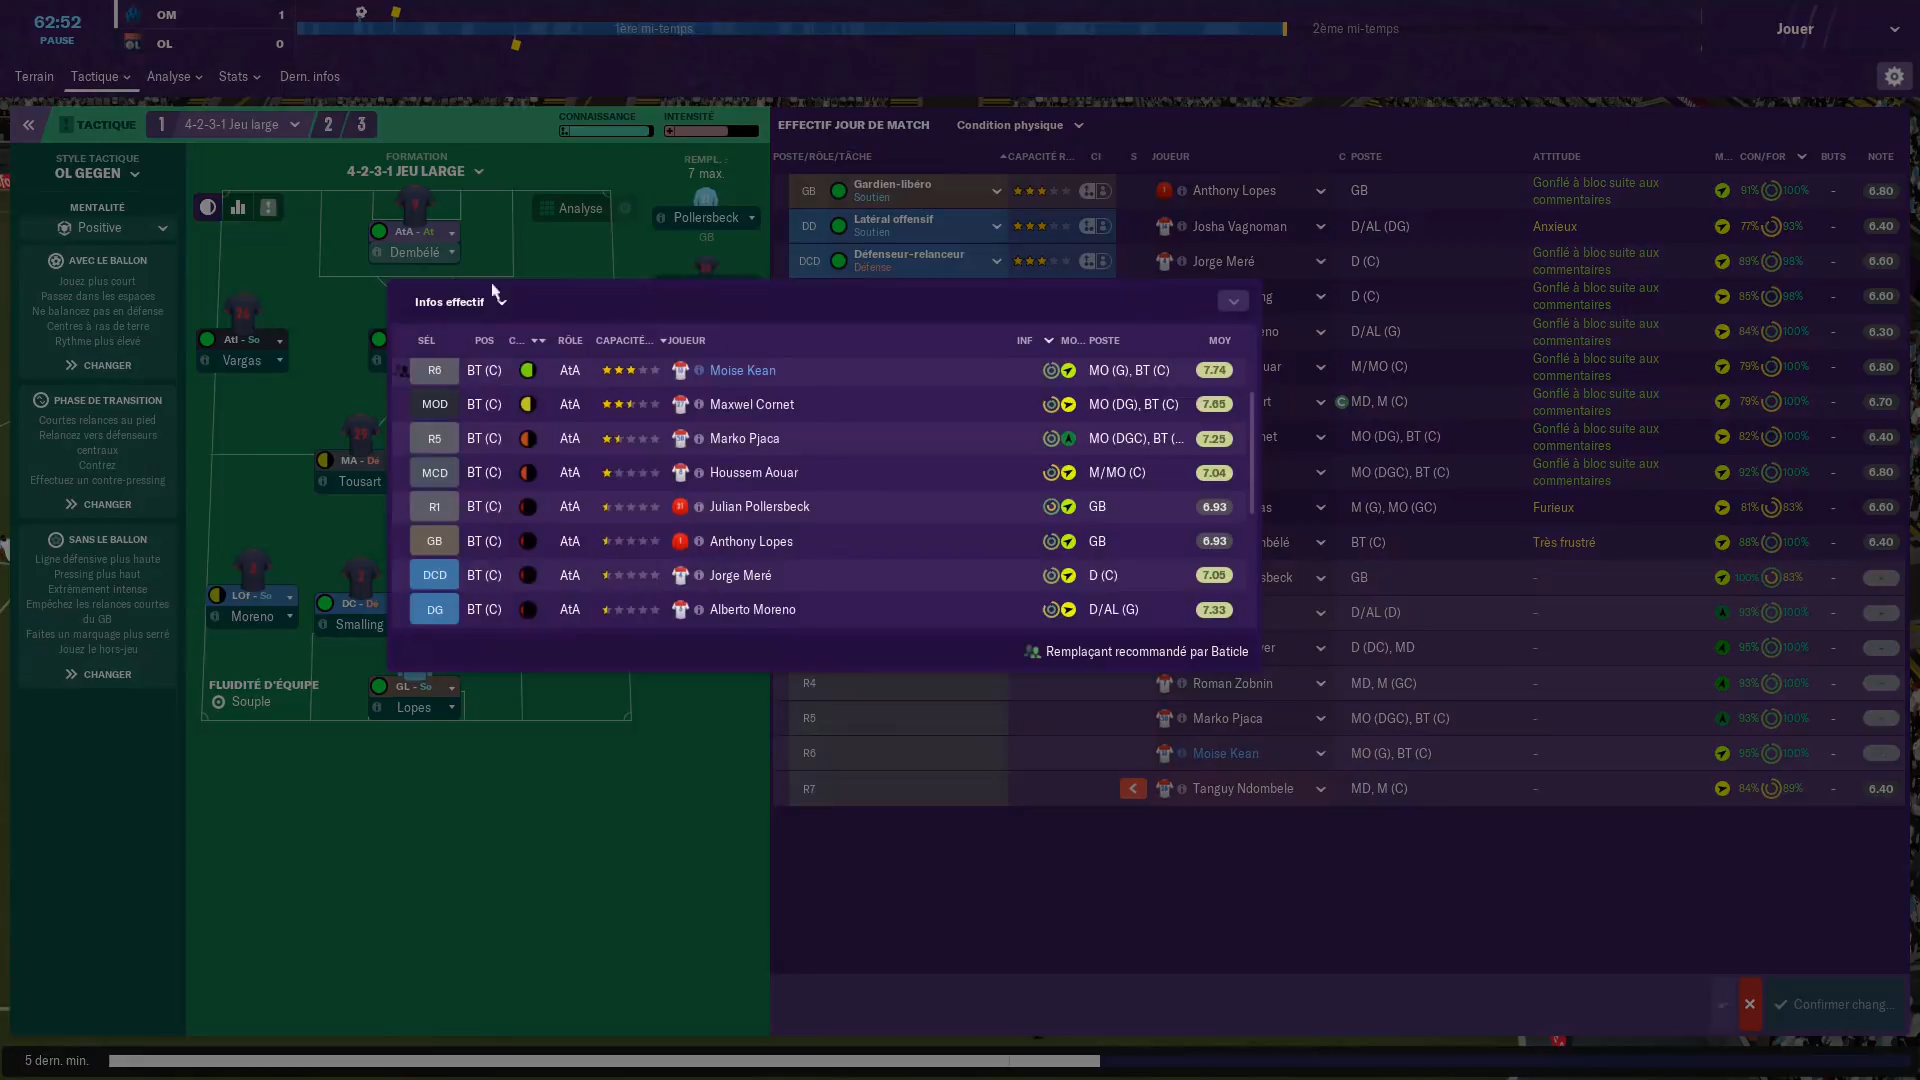 62:52
PAUSE
OM 1
OL 0
1ère mi-temps
2ème mi-temps
Jouer
Terrain
Tactique
Analyse
Stats
Dern. infos
TACTIQUE
1
4-2-3-1 Jeu large
2
3
CONNAISSANCE
INTENSITÉ
STYLE TACTIQUE
OL GEGEN
MENTALITÉ
Positive
AVEC LE BALLON
Jouez plus court
Passez dans les espaces
Ne balancez pas en défense
Centres à ras de terre
Rythme plus élevé
CHANGER
PHASE DE TRANSITION
Courtes relances au pied
Relancez vers défenseurs
centraux
Contrez
Effectuez un contre-pressing
CHANGER
SANS LE BALLON
Ligne défensive plus haute
Pressing plus haut
Extrêmement intense
Empêchez les relances courtes
du GB
Faites un marquage plus serré
Jouez le hors-jeu
CHANGER
FORMATION
4-2-3-1 JEU LARGE
REMPL. :
7 max.
Analyse
Pollersbeck
GB
AtA - At
Dembélé
26
AtI - So
Vargas
29
MA - Dé
Tousart
LOf - So
Moreno
DC - Dé
Smalling
GL - So
Lopes
FLUIDITÉ D'ÉQUIPE
Souple
EFFECTIF JOUR DE MATCH
Condition physique
POSTE/RÔLE/TÂCHE CAPACITÉ R... CI S JOUEUR C POSTE ATTITUDE M... CON/FOR BUTS NOTE
GB Gardien-libéro Soutien Anthony Lopes GB Gonflé à bloc suite aux commentaires 91% 100% - 6.80
DD Latéral offensif Soutien Josha Vagnoman D/AL (DG) Anxieux 77% 93% - 6.40
DCD Défenseur-relanceur Défense Jorge Meré D (C) Gonflé à bloc suite aux commentaires 89% 98% - 6.60
D (C) Gonflé à bloc suite aux commentaires 85% 98% - 6.60
D/AL (G) Gonflé à bloc suite aux commentaires 84% 100% - 6.30
M/MO (C) Gonflé à bloc suite aux commentaires 79% 100% - 6.80
C MD, M (C) Gonflé à bloc suite aux commentaires 79% 100% - 6.70
MO (DG), BT (C) Gonflé à bloc suite aux commentaires 82% 100% - 6.40
MO (DGC), BT (C) Gonflé à bloc suite aux commentaires 92% 100% - 6.80
M (G), MO (GC) Furieux 81% 83% - 6.60
BT (C) Très frustré 88% 100% - 6.40
GB - 100% 83% - -
D/AL (D) - 93% 100% - -
D (DC), MD - 95% 100% - -
R4 Roman Zobnin MD, M (GC) - 93% 100% - -
R5 Marko Pjaca MO (DGC), BT (C) - 93% 100% - -
R6 Moise Kean MO (G), BT (C) - 95% 100% - -
R7 Tanguy Ndombele MD, M (C) - 84% 89% - 6.40
Infos effectif
SÉL POS C... RÔLE CAPACITÉ... JOUEUR INF MO... POSTE MOY
R6 BT (C) AtA Moise Kean MO (G), BT (C) 7.74
MOD BT (C) AtA Maxwel Cornet MO (DG), BT (C) 7.65
R5 BT (C) AtA Marko Pjaca MO (DGC), BT (... 7.25
MCD BT (C) AtA Houssem Aouar M/MO (C) 7.04
R1 BT (C) AtA Julian Pollersbeck GB 6.93
GB BT (C) AtA Anthony Lopes GB 6.93
DCD BT (C) AtA Jorge Meré D (C) 7.05
DG BT (C) AtA Alberto Moreno D/AL (G) 7.33
Remplaçant recommandé par Baticle
Confirmer chang...
5 dern. min.